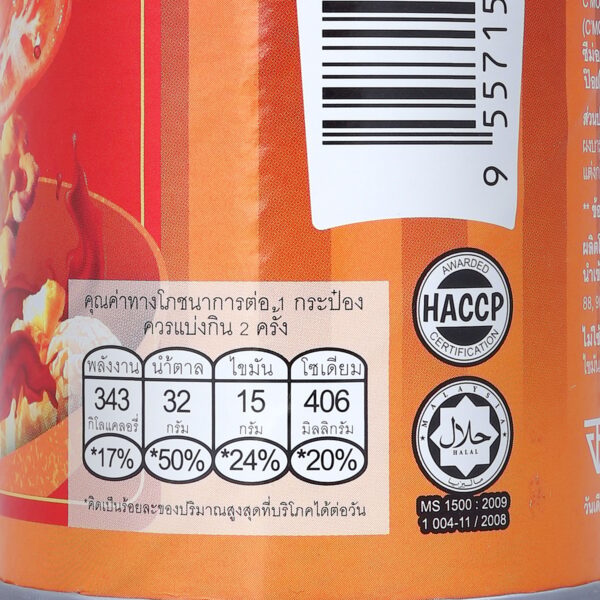 9 55715
AWARDED
HACCP
CERTIFICATION
คุณค่าทางโภชนาการต่อ 1 กระป๋อง
ควรแบ่งกิน 2 ครั้ง
พลังงาน น้ำตาล ไขมัน โซเดียม
343 32 15 406
กิโลแคลอรี่ กรัม กรัม มิลลิกรัม
*17% *50% *24% *20%
*คิดเป็นร้อยละของปริมาณสูงสุดที่บริโภคได้ต่อวัน
MALAYSIA
حلال
HALAL
ماليزيا
MS 1500 : 2009
1 004-11 / 2008